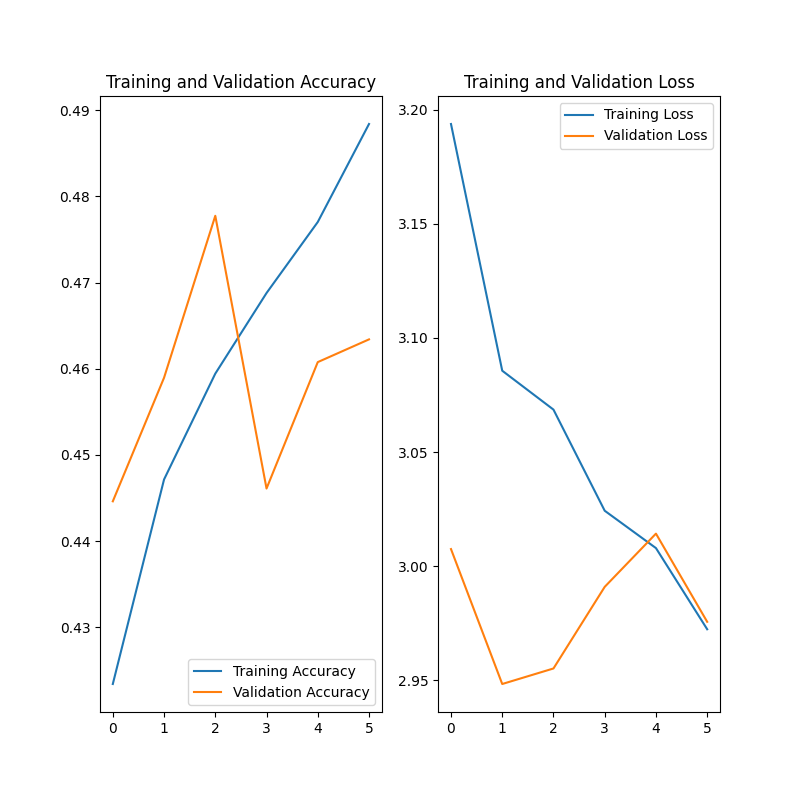 Training and Validation Accuracy
0.49
0.48
0.47
0.46
0.45
0.44
0.43
0 1 2 3 4 5
Training Accuracy
Validation Accuracy
Training and Validation Loss
3.20
3.15
3.10
3.05
3.00
2.95
0 1 2 3 4 5
Training Loss
Validation Loss